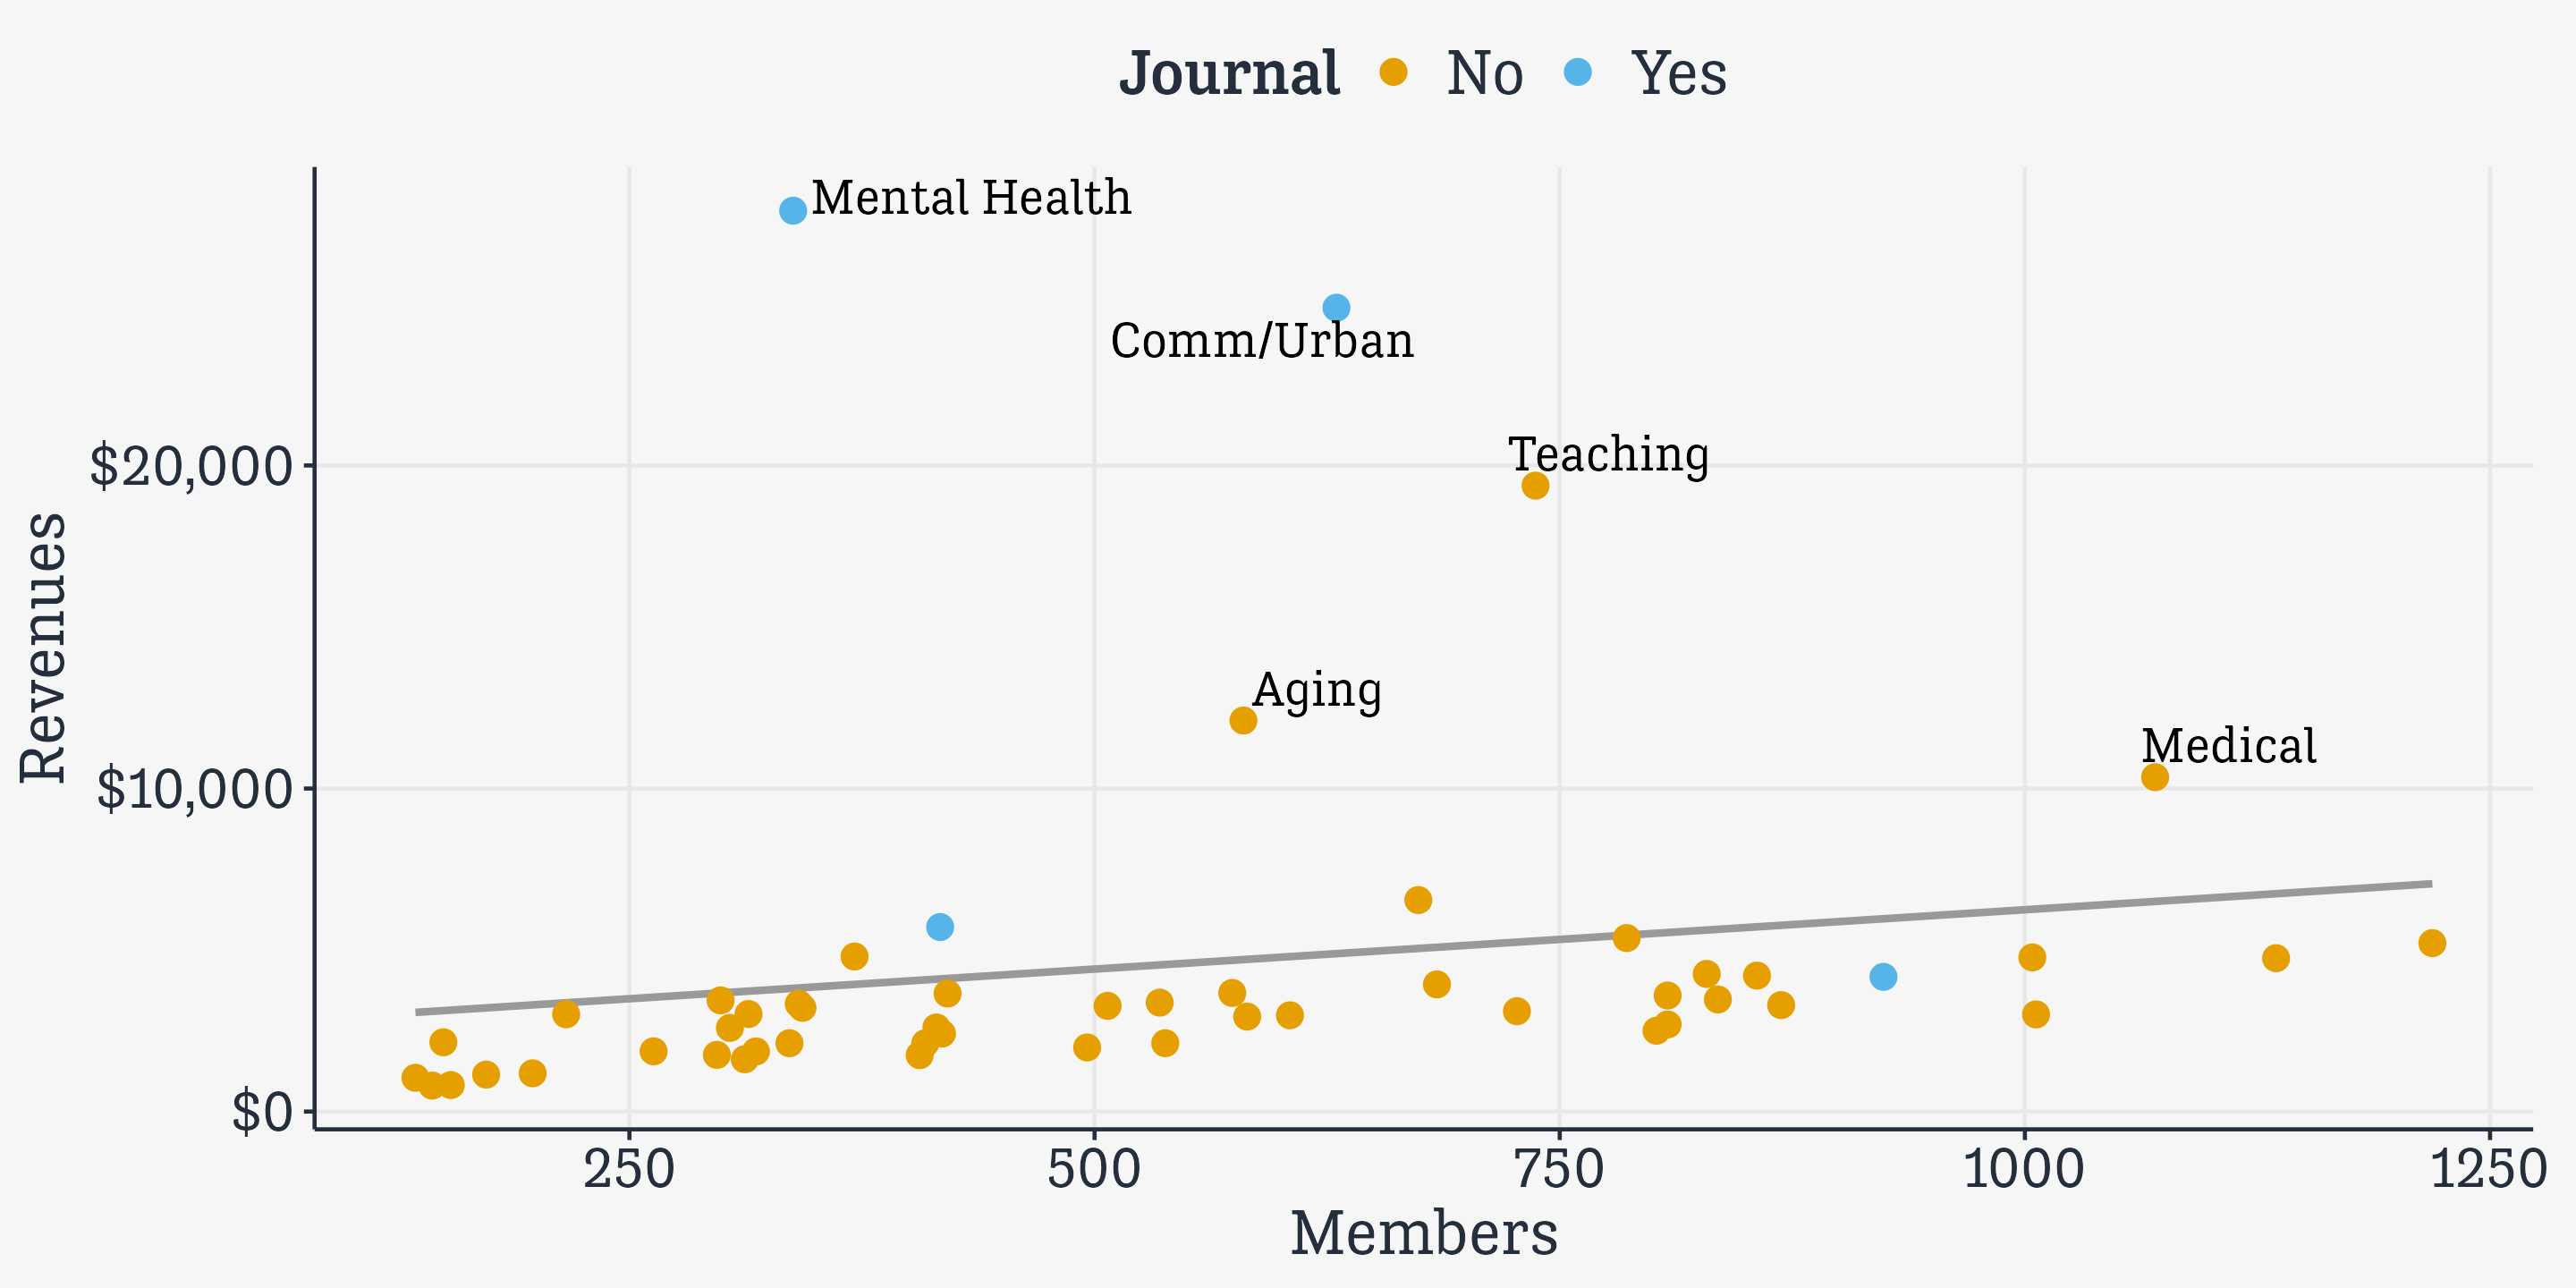 Journal No Yes
Mental Health
Comm/Urban
Teaching
Aging
Medical
Revenues
$20,000
$10,000
$0
250 500 750 1000 1250
Members